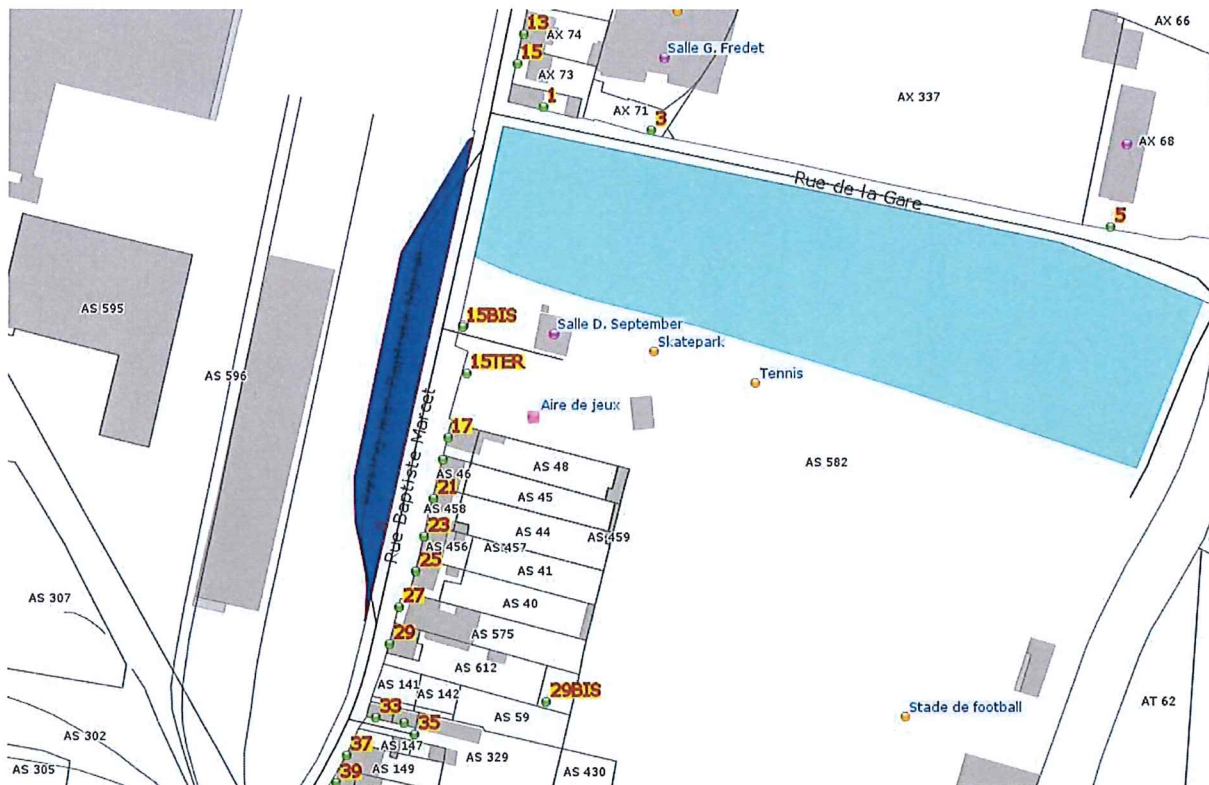 13
AX 74
Salle G. Fredet
AX 66
15
AX 73
1
AX 71
3
AX 337
AX 68
Rue de la Gare
5
AS 595
15BIS
Salle D. September
Skatepark
15TER
Tennis
AS 596
Aire de jeux
Rue Baptiste Marcet
17
AS 48
AS 582
AS 46
21
AS 45
AS 458
23
AS 44
AS 459
AS 456
AS 457
25
AS 41
AS 307
27
AS 40
29
AS 575
AS 612
AS 141
AS 142
29BIS
AT 62
33
AS 59
Stade de football
35
AS 302
37
AS 147
AS 329
AS 305
39
AS 149
AS 430